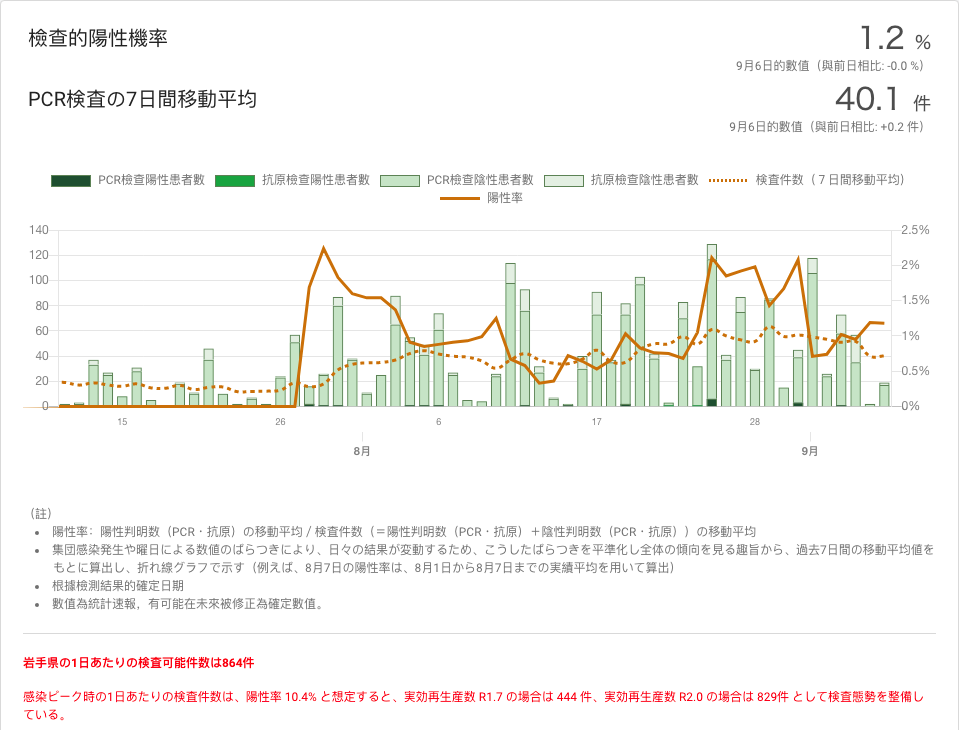 檢查的陽性機率
1.2 %
9月6日的數值（與前日相比: -0.0 %）
PCR検査の7日間移動平均
40.1 件
9月6日的數值（與前日相比: +0.2 件）
PCR檢查陽性患者數 抗原檢查陽性患者數 PCR檢查陰性患者數 抗原檢查陰性患者數 検査件数（７日間移動平均）
陽性率
140 2.5%
120 2%
100
80 1.5%
60 1%
40
20 0.5%
0 0%
15 26 6 17 28
8月 9月
（註）
陽性率：陽性判明数（PCR・抗原）の移動平均 / 検査件数（＝陽性判明数（PCR・抗原）＋陰性判明数（PCR・抗原））の移動平均
集団感染発生や曜日による数値のばらつきにより、日々の結果が変動するため、こうしたばらつきを平準化し全体の傾向を見る趣旨から、過去7日間の移動平均値を
もとに算出し、折れ線グラフで示す（例えば、8月7日の陽性率は、8月1日から8月7日までの実績平均を用いて算出）
根據檢測結果的確定日期
數值為統計速報，有可能在未來被修正為確定數值。
岩手県の1日あたりの検査可能件数は864件
感染ピーク時の1日あたりの検査件数は、陽性率 10.4% と想定すると、実効再生産数 R1.7 の場合は 444 件、実効再生産数 R2.0 の場合は 829件 として検査態勢を整備し
ている。